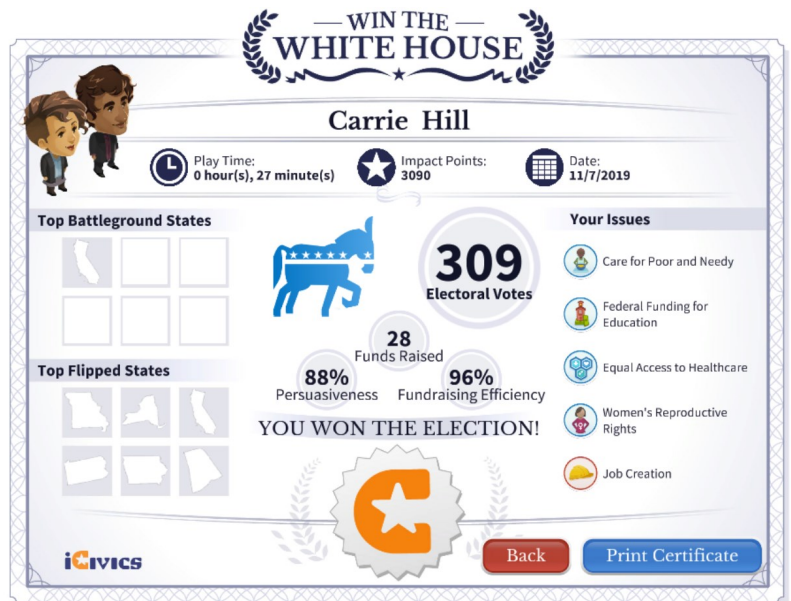 WIN THE
WHITE HOUSE
Carrie Hill
Play Time:
0 hour(s), 27 minute(s)
Impact Points:
3090
Date:
11/7/2019
Top Battleground States
309
Electoral Votes
28
Funds Raised
88%
Persuasiveness
96%
Fundraising Efficiency
Top Flipped States
YOU WON THE ELECTION!
Your Issues
Care for Poor and Needy
Federal Funding for
Education
Equal Access to Healthcare
Women's Reproductive
Rights
Job Creation
iCivics
Back
Print Certificate